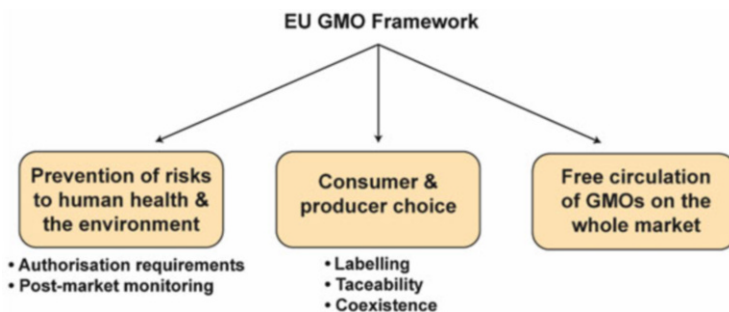 EU GMO Framework
Prevention of risks
to human health &
the environment
• Authorisation requirements
• Post-market monitoring
Consumer &
producer choice
• Labelling
• Taceability
• Coexistence
Free circulation
of GMOs on the
whole market